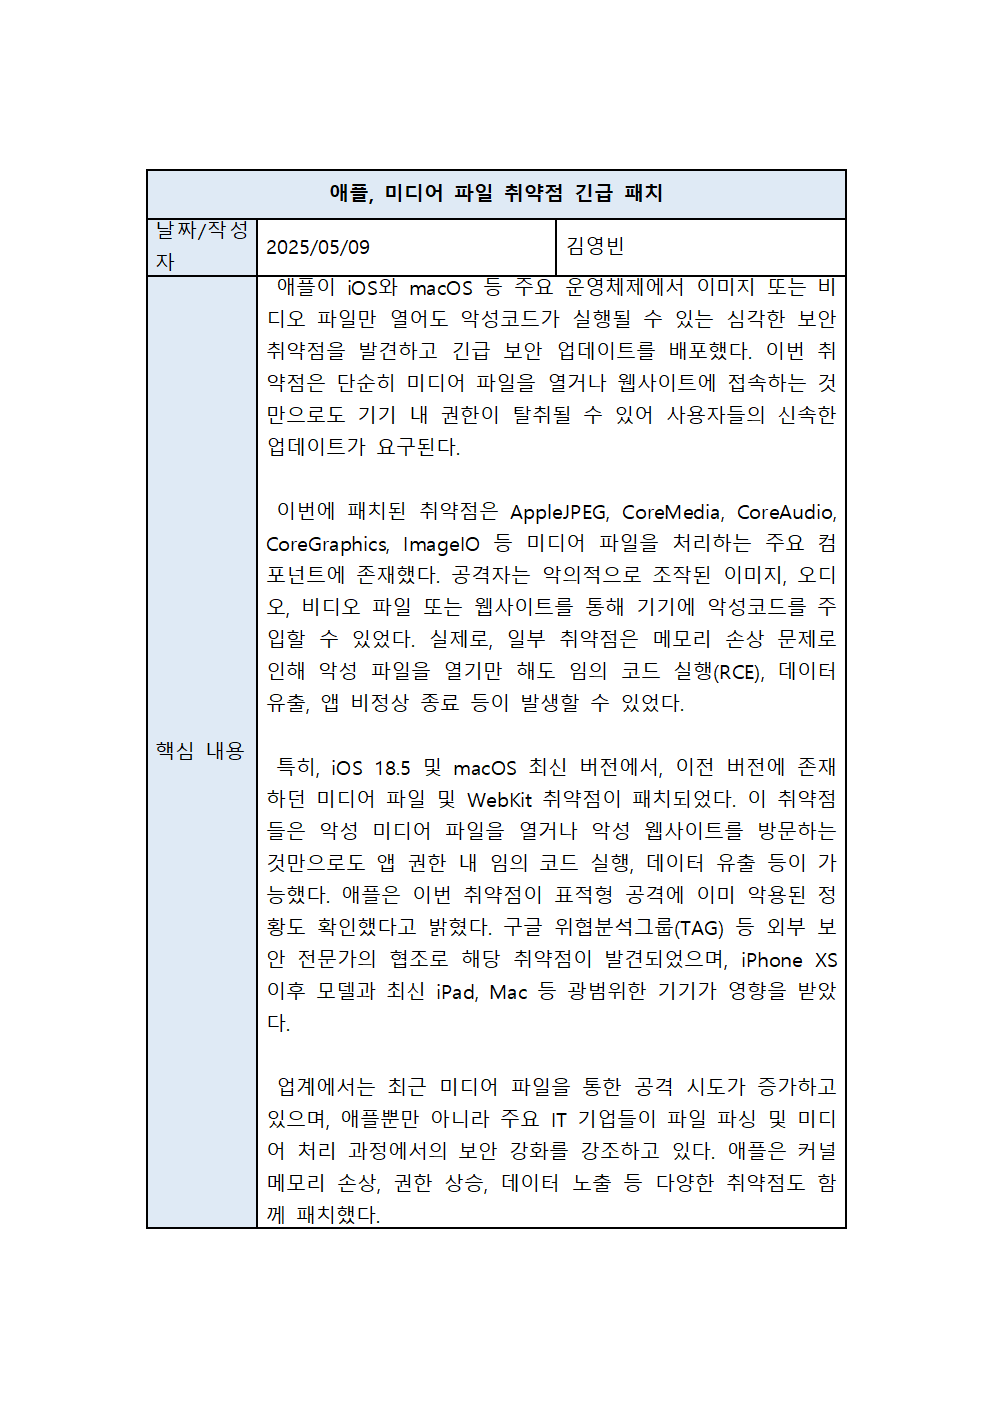 애플, 미디어 파일 취약점 긴급 패치
날짜/작성
자
2025/05/09
김영빈
핵심 내용
애플이 iOS와 macOS 등 주요 운영체제에서 이미지 또는 비
디오 파일만 열어도 악성코드가 실행될 수 있는 심각한 보안
취약점을 발견하고 긴급 보안 업데이트를 배포했다. 이번 취
약점은 단순히 미디어 파일을 열거나 웹사이트에 접속하는 것
만으로도 기기 내 권한이 탈취될 수 있어 사용자들의 신속한
업데이트가 요구된다.
이번에 패치된 취약점은 AppleJPEG, CoreMedia, CoreAudio,
CoreGraphics, ImageIO 등 미디어 파일을 처리하는 주요 컴
포넌트에 존재했다. 공격자는 악의적으로 조작된 이미지, 오디
오, 비디오 파일 또는 웹사이트를 통해 기기에 악성코드를 주
입할 수 있었다. 실제로, 일부 취약점은 메모리 손상 문제로
인해 악성 파일을 열기만 해도 임의 코드 실행(RCE), 데이터
유출, 앱 비정상 종료 등이 발생할 수 있었다.
특히, iOS 18.5 및 macOS 최신 버전에서, 이전 버전에 존재
하던 미디어 파일 및 WebKit 취약점이 패치되었다. 이 취약점
들은 악성 미디어 파일을 열거나 악성 웹사이트를 방문하는
것만으로도 앱 권한 내 임의 코드 실행, 데이터 유출 등이 가
능했다. 애플은 이번 취약점이 표적형 공격에 이미 악용된 정
황도 확인했다고 밝혔다. 구글 위협분석그룹(TAG) 등 외부 보
안 전문가의 협조로 해당 취약점이 발견되었으며, iPhone XS
이후 모델과 최신 iPad, Mac 등 광범위한 기기가 영향을 받았
다.
업계에서는 최근 미디어 파일을 통한 공격 시도가 증가하고
있으며, 애플뿐만 아니라 주요 IT 기업들이 파일 파싱 및 미디
어 처리 과정에서의 보안 강화를 강조하고 있다. 애플은 커널
메모리 손상, 권한 상승, 데이터 노출 등 다양한 취약점도 함
께 패치했다.